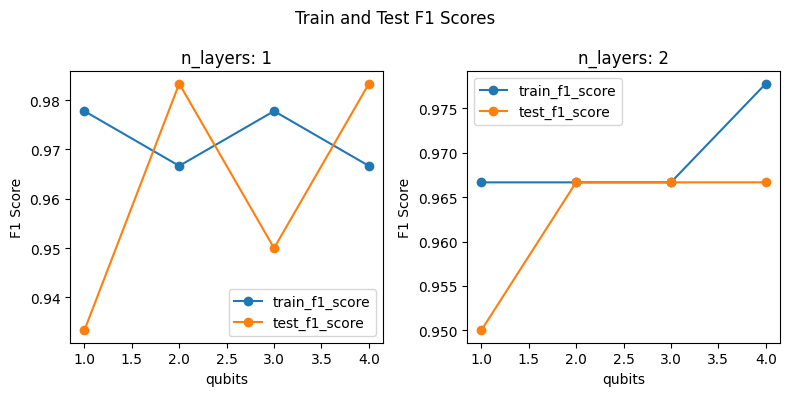 Train and Test F1 Scores
n_layers: 1
F1 Score
0.98
0.97
0.96
0.95
0.94
train_f1_score
test_f1_score
1.0 1.5 2.0 2.5 3.0 3.5 4.0
qubits
n_layers: 2
F1 Score
0.975
0.970
0.965
0.960
0.955
0.950
train_f1_score
test_f1_score
1.0 1.5 2.0 2.5 3.0 3.5 4.0
qubits